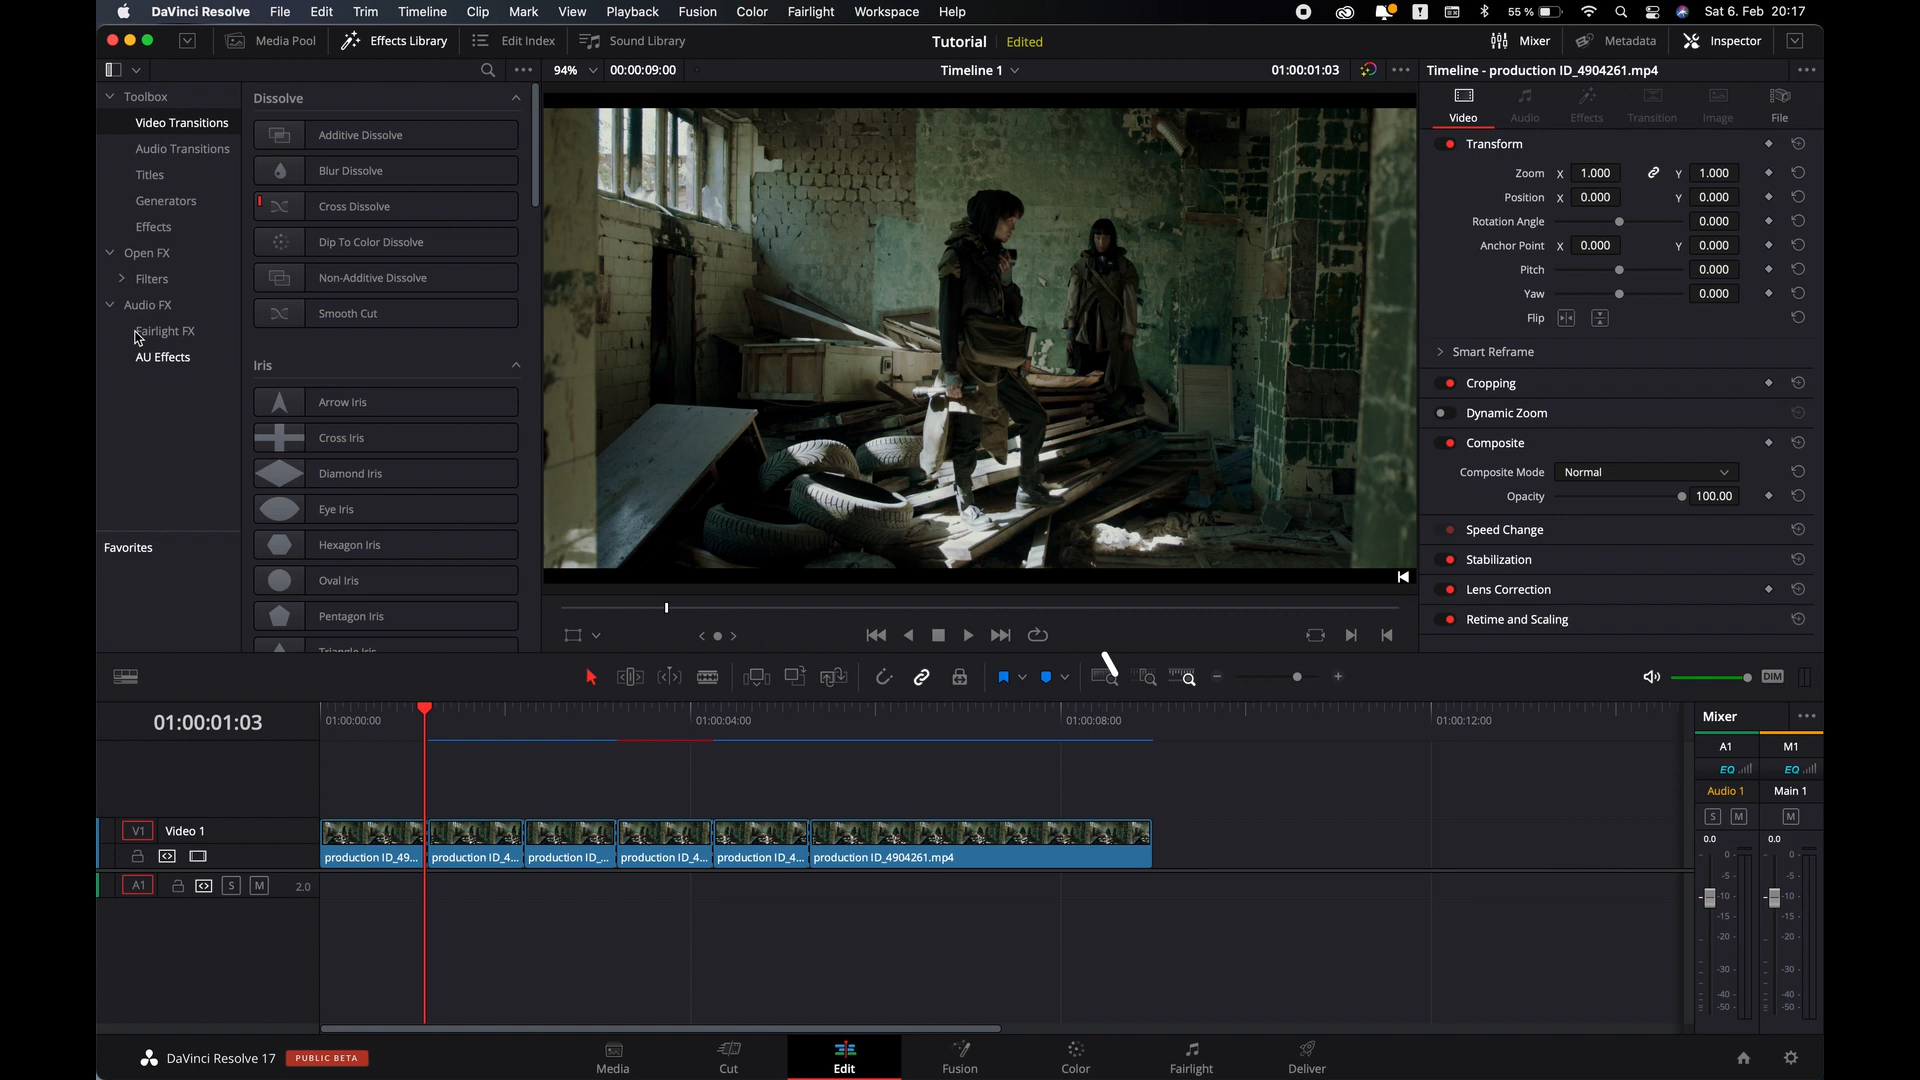 DaVinci Resolve File Edit Trim Timeline Clip Mark View Playback Fusion Color Fairlight Workspace Help 55 % Sat 6. Feb 20:17
Media Pool Effects Library Edit Index Sound Library Tutorial Edited Mixer Metadata Inspector
94% 00:00:09:00 Timeline 1 01:00:01:03 Timeline - production ID_4904261.mp4
Toolbox
Video Transitions
Audio Transitions
Titles
Generators
Effects
Open FX
Filters
Audio FX
Fairlight FX
AU Effects
Favorites
Dissolve
Additive Dissolve
Blur Dissolve
Cross Dissolve
Dip To Color Dissolve
Non-Additive Dissolve
Smooth Cut
Iris
Arrow Iris
Cross Iris
Diamond Iris
Eye Iris
Hexagon Iris
Oval Iris
Pentagon Iris
Triangle Iris
Video Audio Effects Transition Image File
Transform
Zoom X 1.000 Y 1.000
Position X 0.000 Y 0.000
Rotation Angle 0.000
Anchor Point X 0.000 Y 0.000
Pitch 0.000
Yaw 0.000
Flip
Smart Reframe
Cropping
Dynamic Zoom
Composite
Composite Mode Normal
Opacity 100.00
Speed Change
Stabilization
Lens Correction
Retime and Scaling
DIM
01:00:01:03 01:00:00:00 01:00:04:00 01:00:08:00 01:00:12:00
V1 Video 1
production ID_49... production ID_4... production ID_... production ID_4... production ID_4... production ID_4904261.mp4
A1 S M 2.0
Mixer
A1 M1
EQ EQ
Audio 1 Main 1
S M M
0.0 0.0
0 0
-5 -5
-10 -10
-15 -15
-20 -20
-30 -30
-40 -40
-50 -50
DaVinci Resolve 17 PUBLIC BETA Media Cut Edit Fusion Color Fairlight Deliver